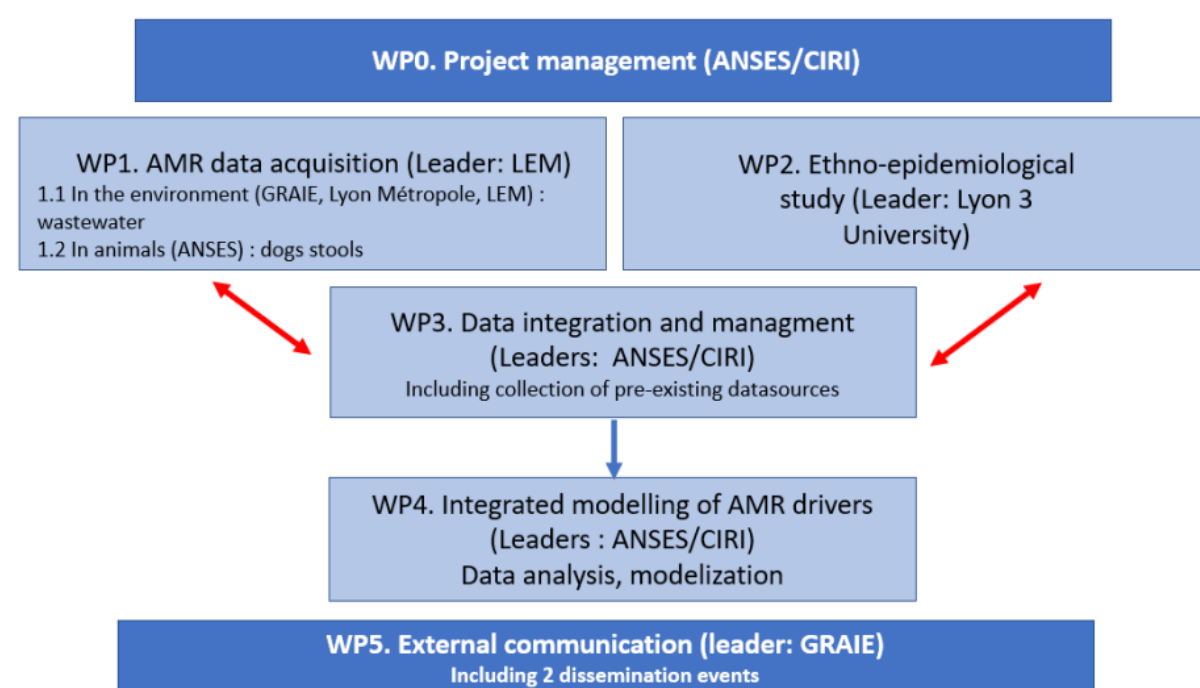 WP0. Project management (ANSES/CIRI)
WP1. AMR data acquisition (Leader: LEM)
1.1 In the environment (GRAIE, Lyon Métropole, LEM) :
wastewater
1.2 In animals (ANSES) : dogs stools
WP2. Ethno-epidemiological
study (Leader: Lyon 3
University)
WP3. Data integration and managment
(Leaders:  ANSES/CIRI)
Including collection of pre-existing datasources
WP4. Integrated modelling of AMR drivers
(Leaders : ANSES/CIRI)
Data analysis, modelization
WP5. External communication (leader: GRAIE)
Including 2 dissemination events